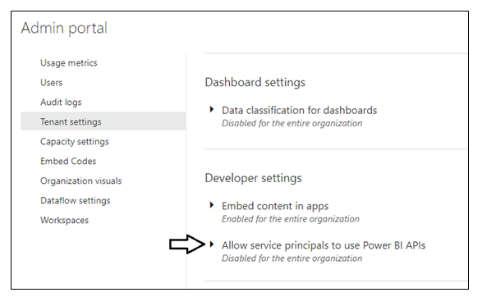 Admin portal
Usage metrics
Users
Audit logs
Tenant settings
Capacity settings
Embed Codes
Organization visuals
Dataflow settings
Workspaces
Dashboard settings
Data classification for dashboards
Disabled for the entire organization
Developer settings
Embed content in apps
Enabled for the entire organization
Allow service principals to use Power BI APIs
Disabled for the entire organization